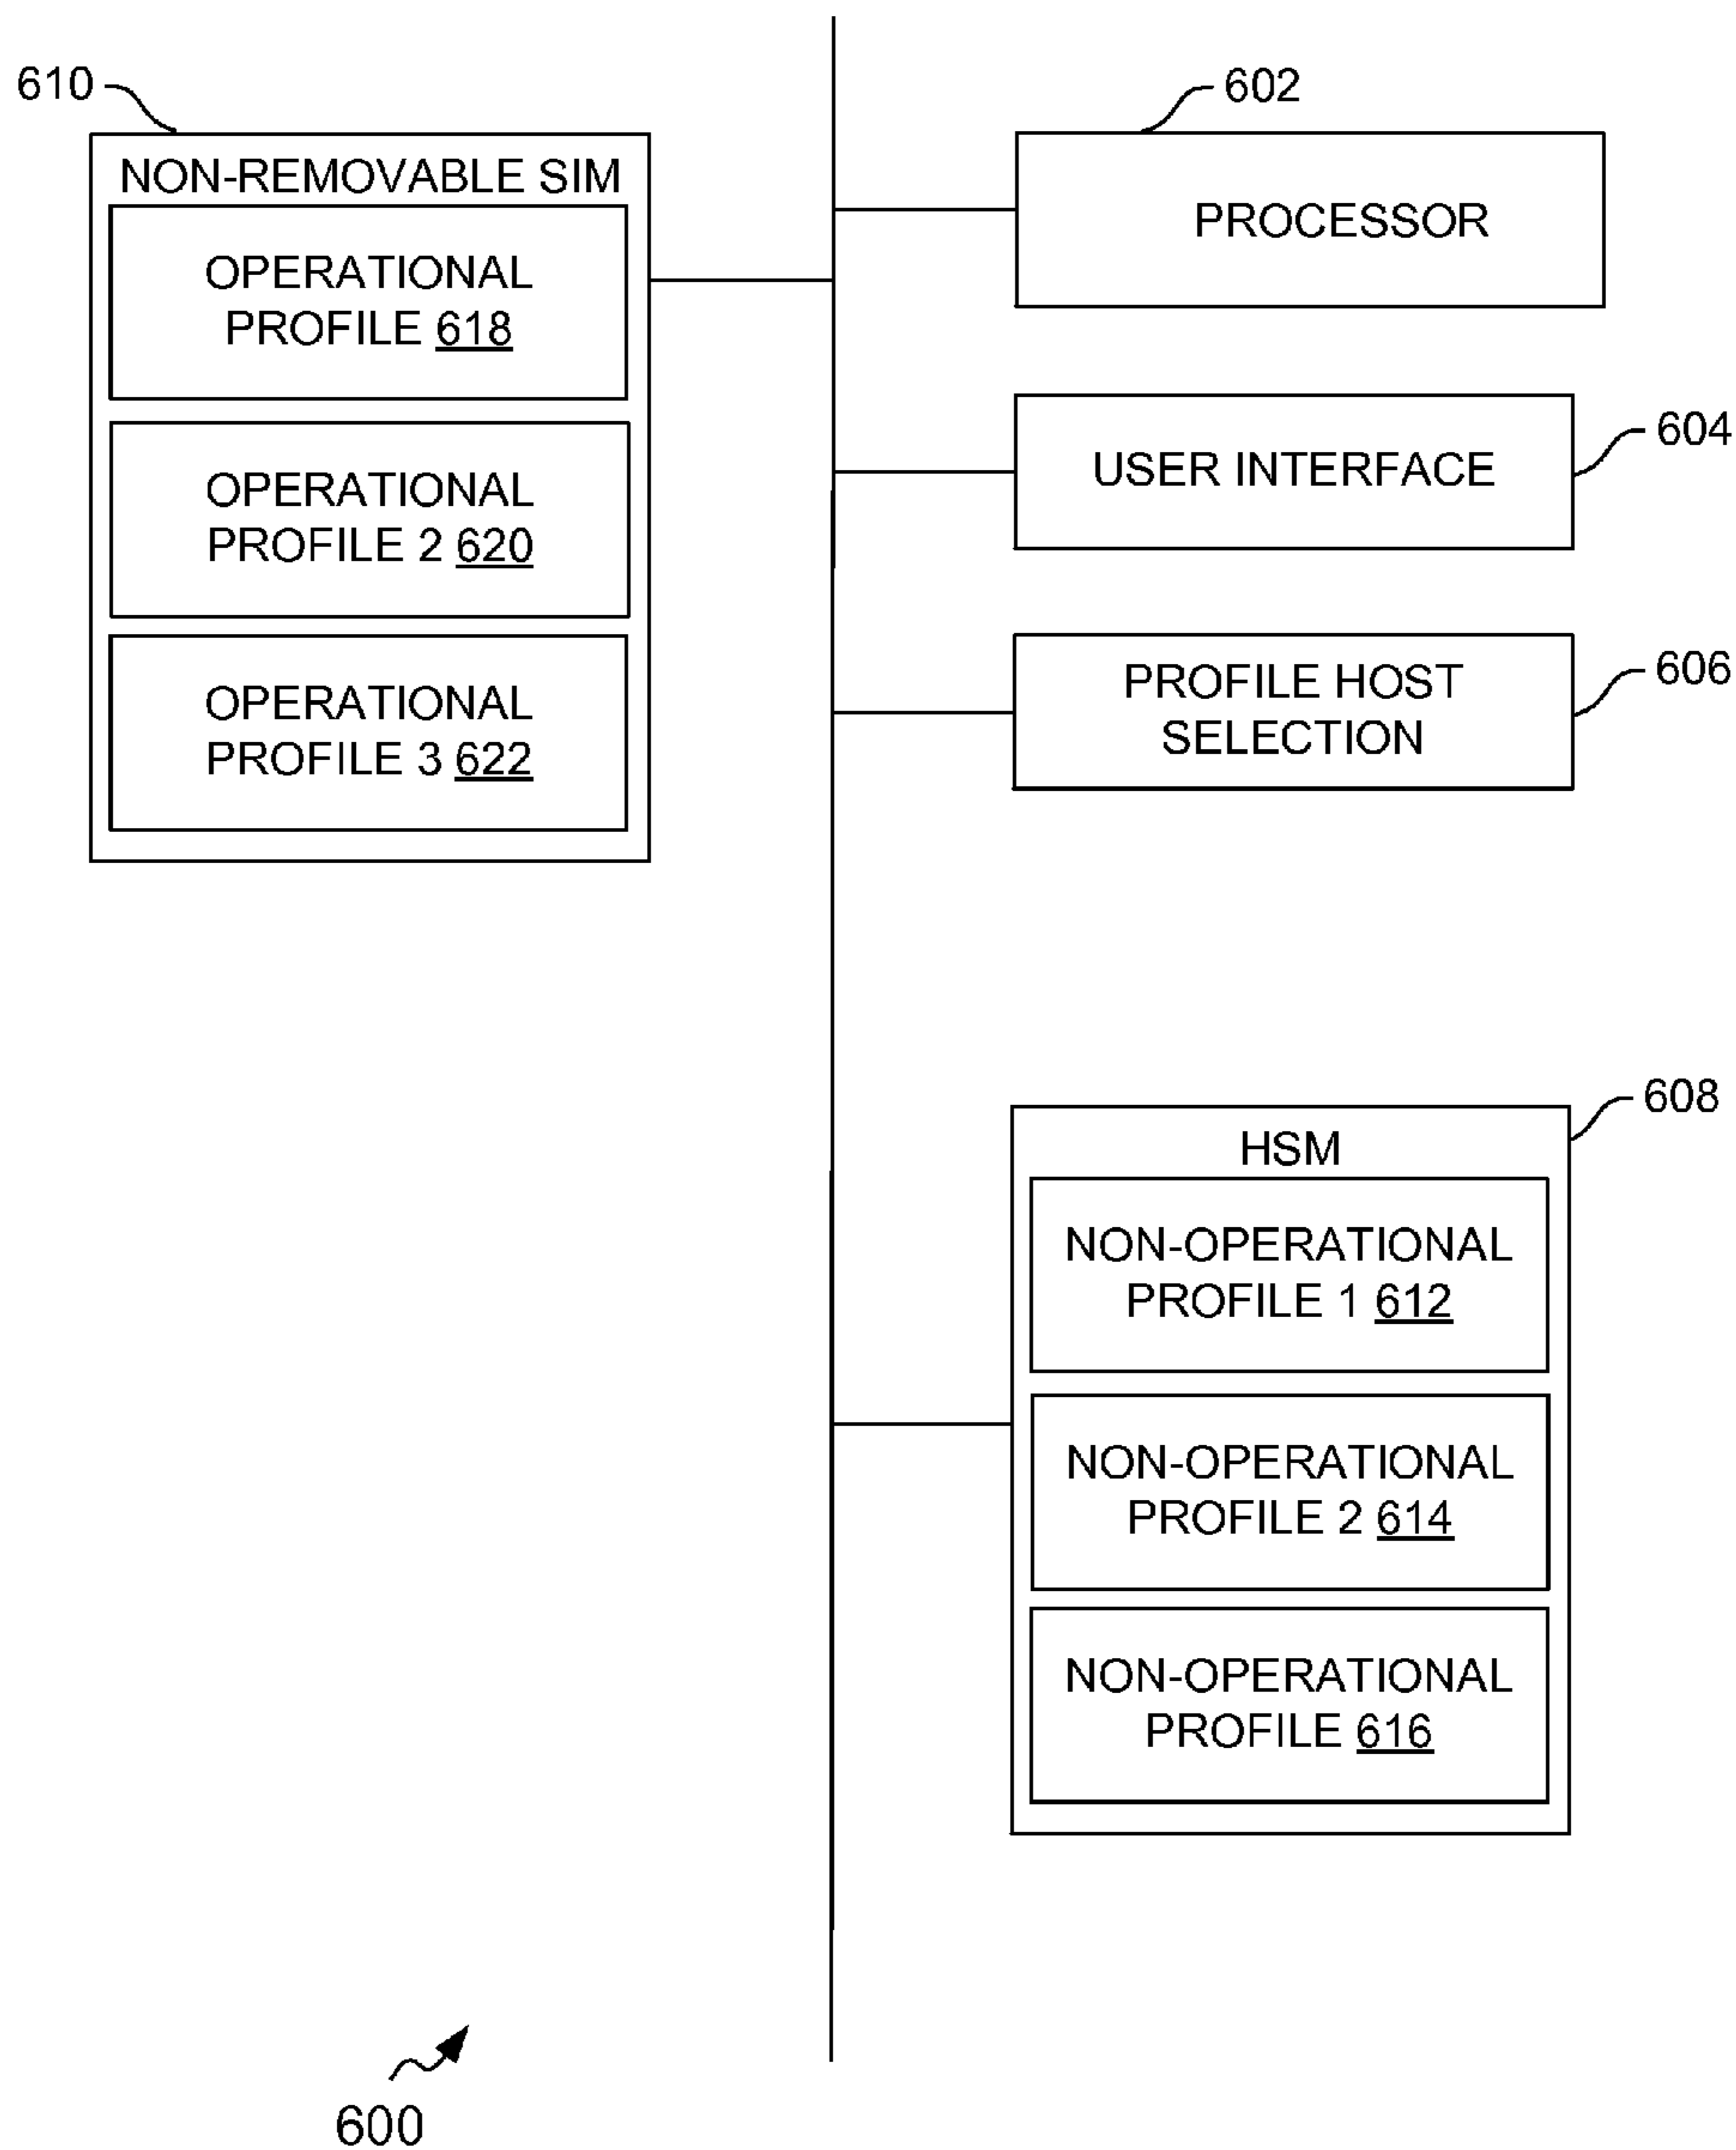 610
NON-REMOVABLE SIM
OPERATIONAL
PROFILE 618
OPERATIONAL
PROFILE 2 620
OPERATIONAL
PROFILE 3 622
602
PROCESSOR
604
USER INTERFACE
606
PROFILE HOST
SELECTION
608
HSM
NON-OPERATIONAL
PROFILE 1 612
NON-OPERATIONAL
PROFILE 2 614
NON-OPERATIONAL
PROFILE 616
600